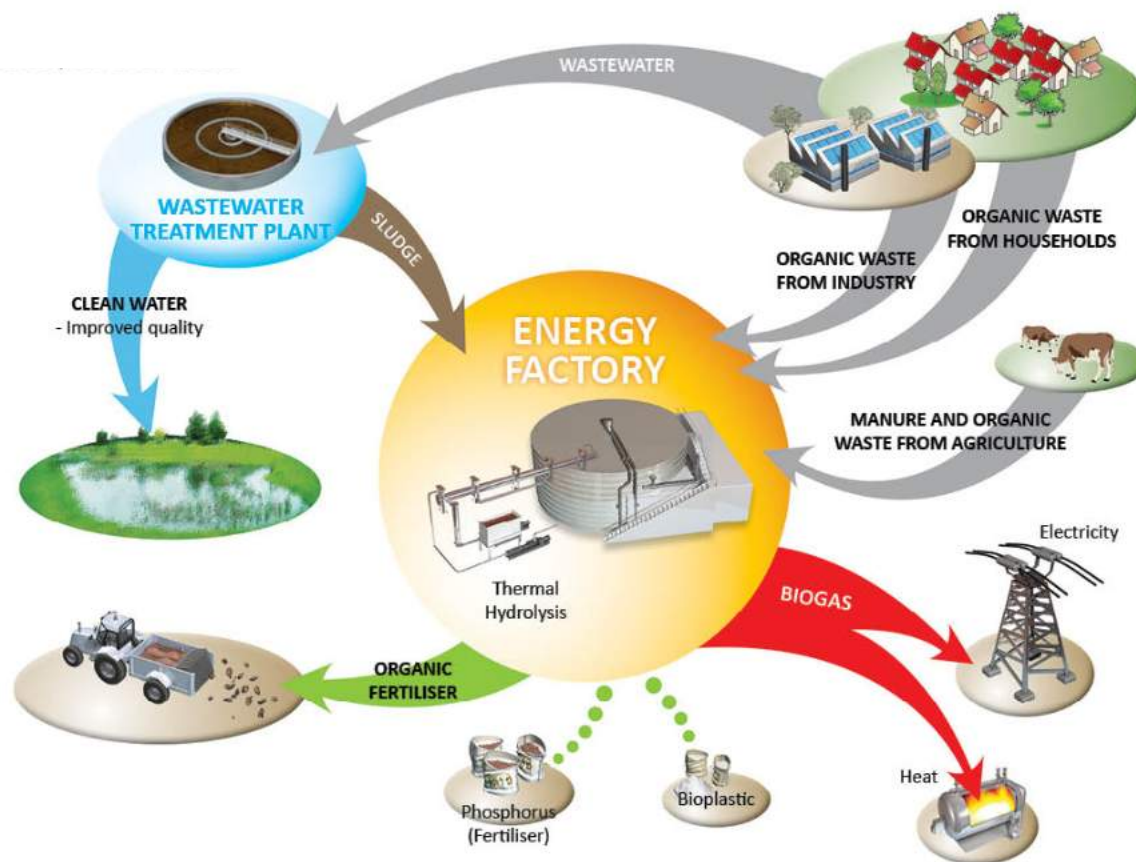 WASTEWATER
WASTEWATER
TREATMENT PLANT
SLUDGE
ORGANIC WASTE
FROM HOUSEHOLDS
ORGANIC WASTE
FROM INDUSTRY
CLEAN WATER
- Improved quality
ENERGY
FACTORY
MANURE AND ORGANIC
WASTE FROM AGRICULTURE
Electricity
Thermal
Hydrolysis
BIOGAS
ORGANIC
FERTILISER
Heat
Phosphorus
(Fertiliser)
Bioplastic